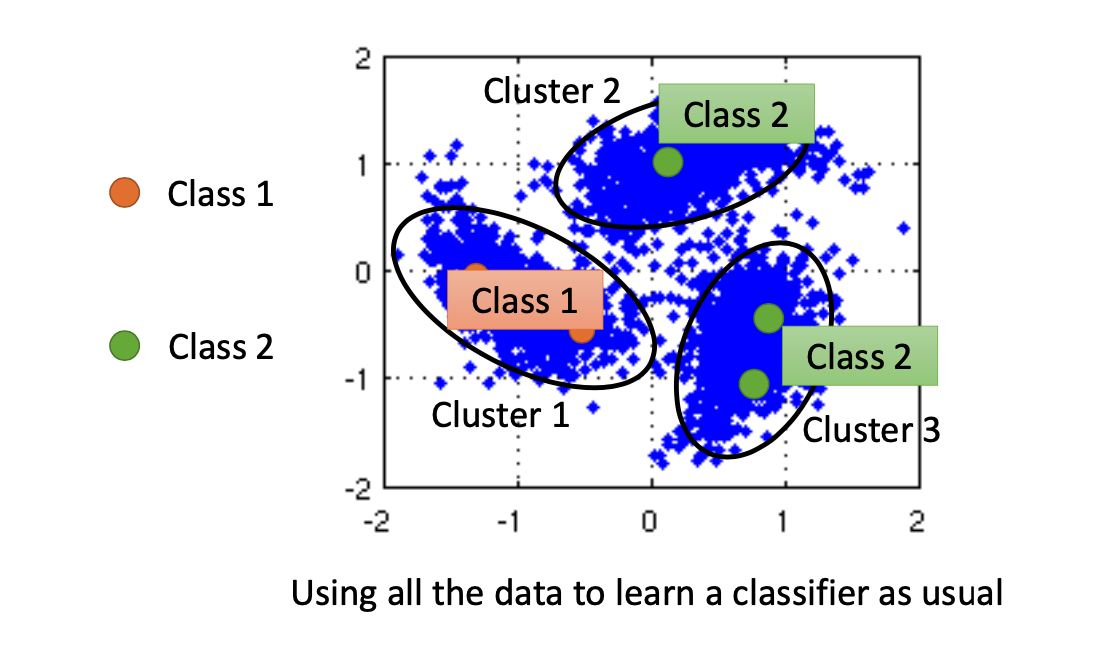 2
Cluster 2
Class 2
1
Class 1
0
Class 1
Class 2
Class 2
-1
Cluster 1
Cluster 3
-2
-2
-1
0
1
2
Using all the data to learn a classifier as usual